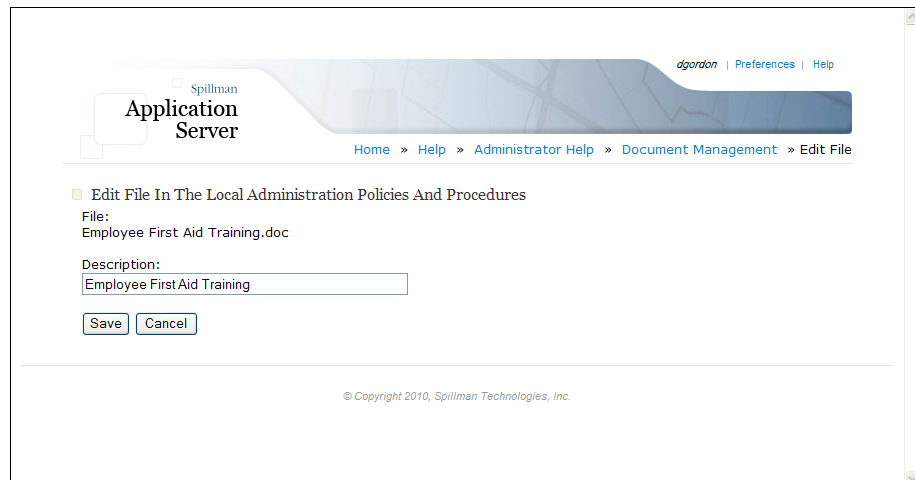 dgordon | Preferences | Help
Spillman
Application
Server
Home » Help » Administrator Help » Document Management » Edit File
Edit File In The Local Administration Policies And Procedures
File:
Employee First Aid Training.doc
Description:
Employee First Aid Training
Save Cancel
© Copyright 2010, Spillman Technologies, Inc.